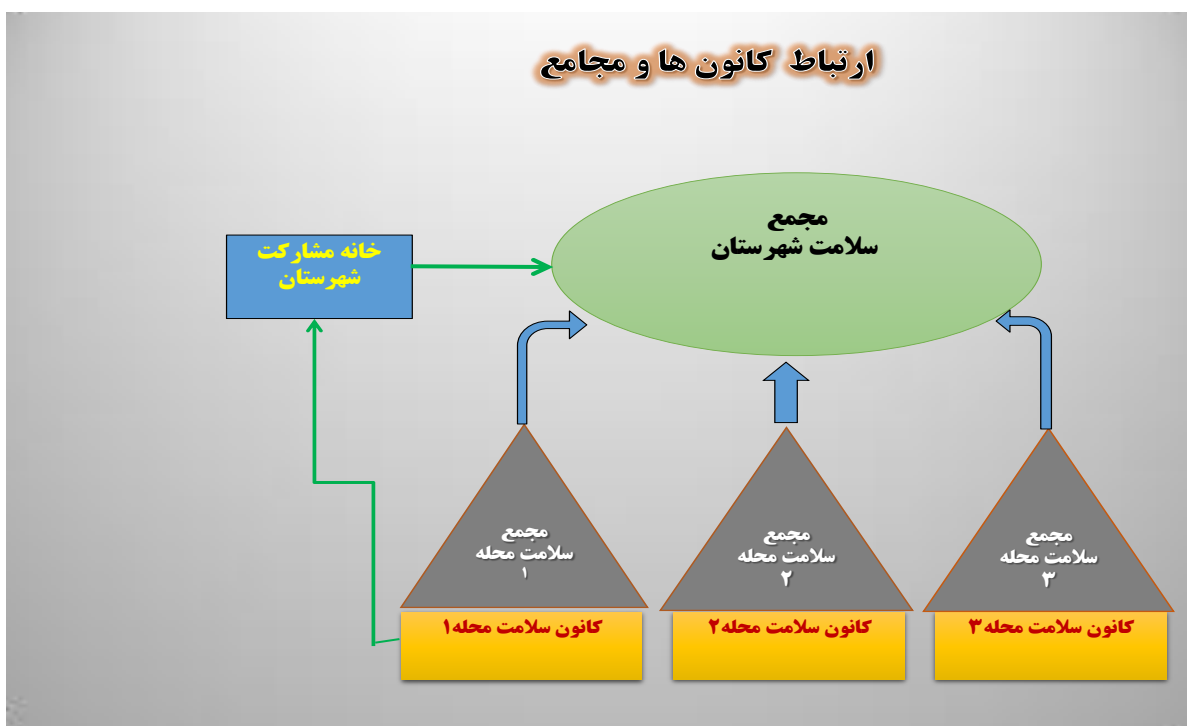 ارتباط کانون ها و مجامع
مجمع
سلامت شهرستان
خانه مشارکت
شهرستان
مجمع
سلامت محله
۳
مجمع
سلامت محله
۲
مجمع
سلامت محله
۱
کانون سلامت محله۳
کانون سلامت محله۲
کانون سلامت محله۱